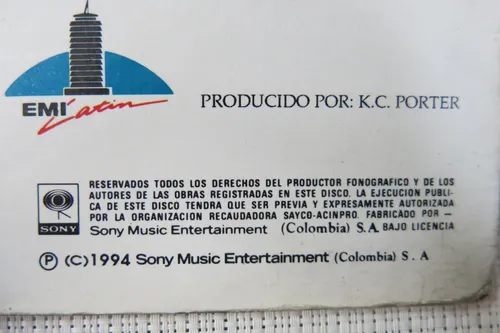 EMI Latin
PRODUCIDO POR: K.C. PORTER
RESERVADOS TODOS LOS DERECHOS DEL PRODUCTOR FONOGRAFICO Y DE LOS
AUTORES DE LAS OBRAS REGISTRADAS EN ESTE DISCO. LA EJECUCION PUBLI-
CA DE ESTE DISCO TENDRA QUE SER PREVIA Y EXPRESAMENTE AUTORIZADA
POR LA ORGANIZACION RECAUDADORA SAYCO-ACINPRO. FABRICADO POR —
SONY Sony Music Entertainment (Colombia) S.A. BAJO LICENCIA
Ⓟ (C)1994 Sony Music Entertainment (Colombia) S. A